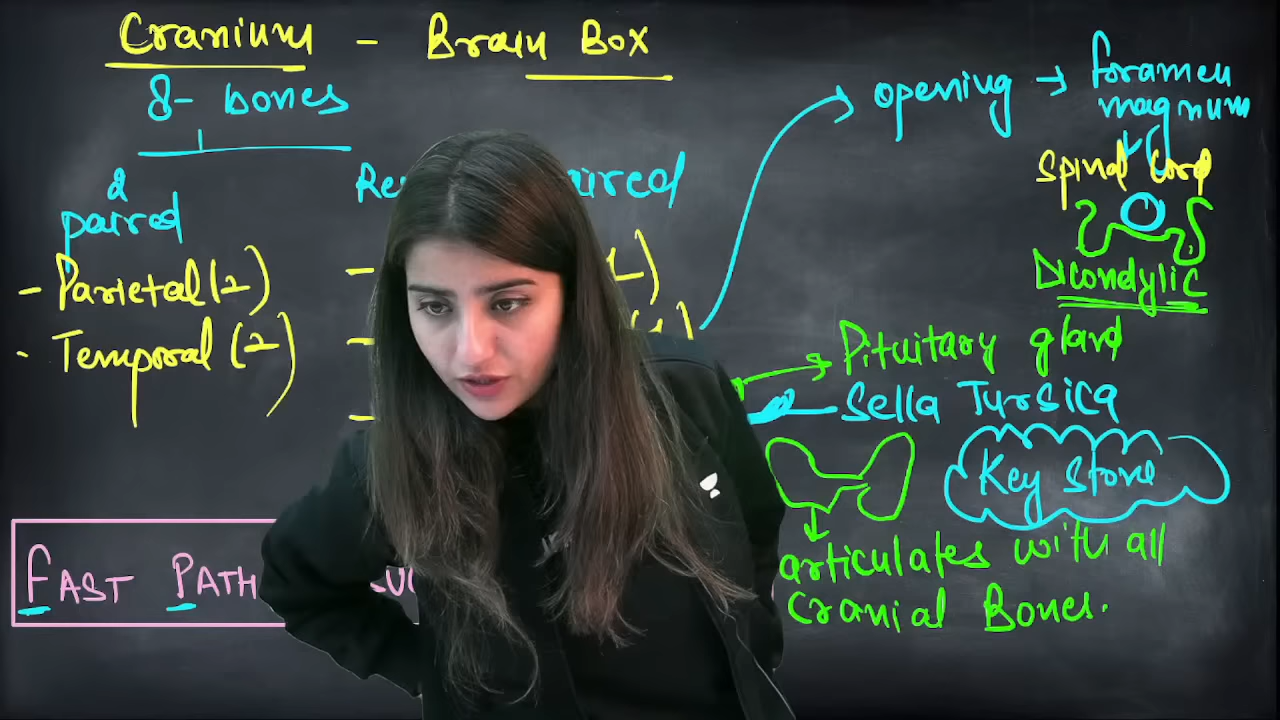 Cranium - Brain Box
8- bones
2 paired
- Parietal (2)
- Temporal (2)
opening → foramen magnum
Spinal Cord
Dicondylic
Pituitary gland
Sella Tursica
Key stone
articulates with all
Cranial Bones.
FAST PATH